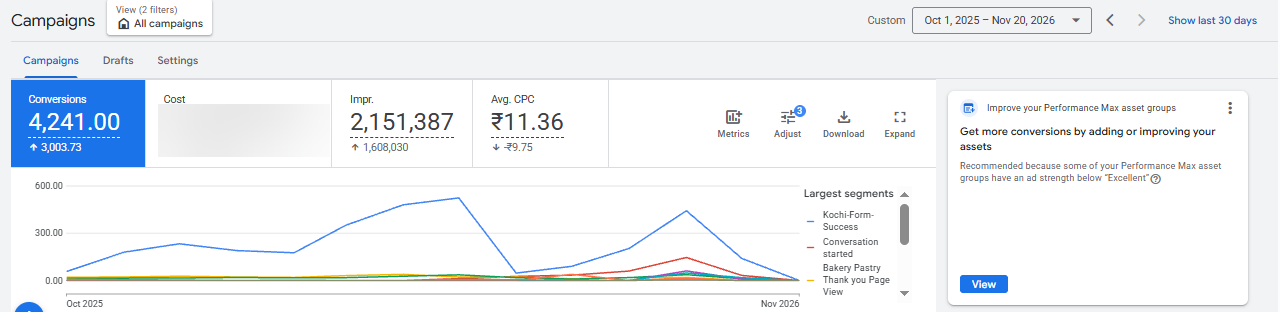 Campaigns
View (2 filters)
All campaigns
Custom
Oct 1, 2025 – Nov 20, 2026
Show last 30 days
Campaigns
Drafts
Settings
Conversions
4,241.00
↑ 3,003.73
Cost
Impr.
2,151,387
↑ 1,608,030
Avg. CPC
₹11.36
↓ -₹9.75
3
Metrics
Adjust
Download
Expand
600.00
300.00
0.00
Oct 2025
Nov 2026
Largest segments
Kochi-Form-
Success
Conversation
started
Bakery Pastry
Thank you Page
View
Improve your Performance Max asset groups
Get more conversions by adding or improving your
assets
Recommended because some of your Performance Max asset
groups have an ad strength below "Excellent"
View